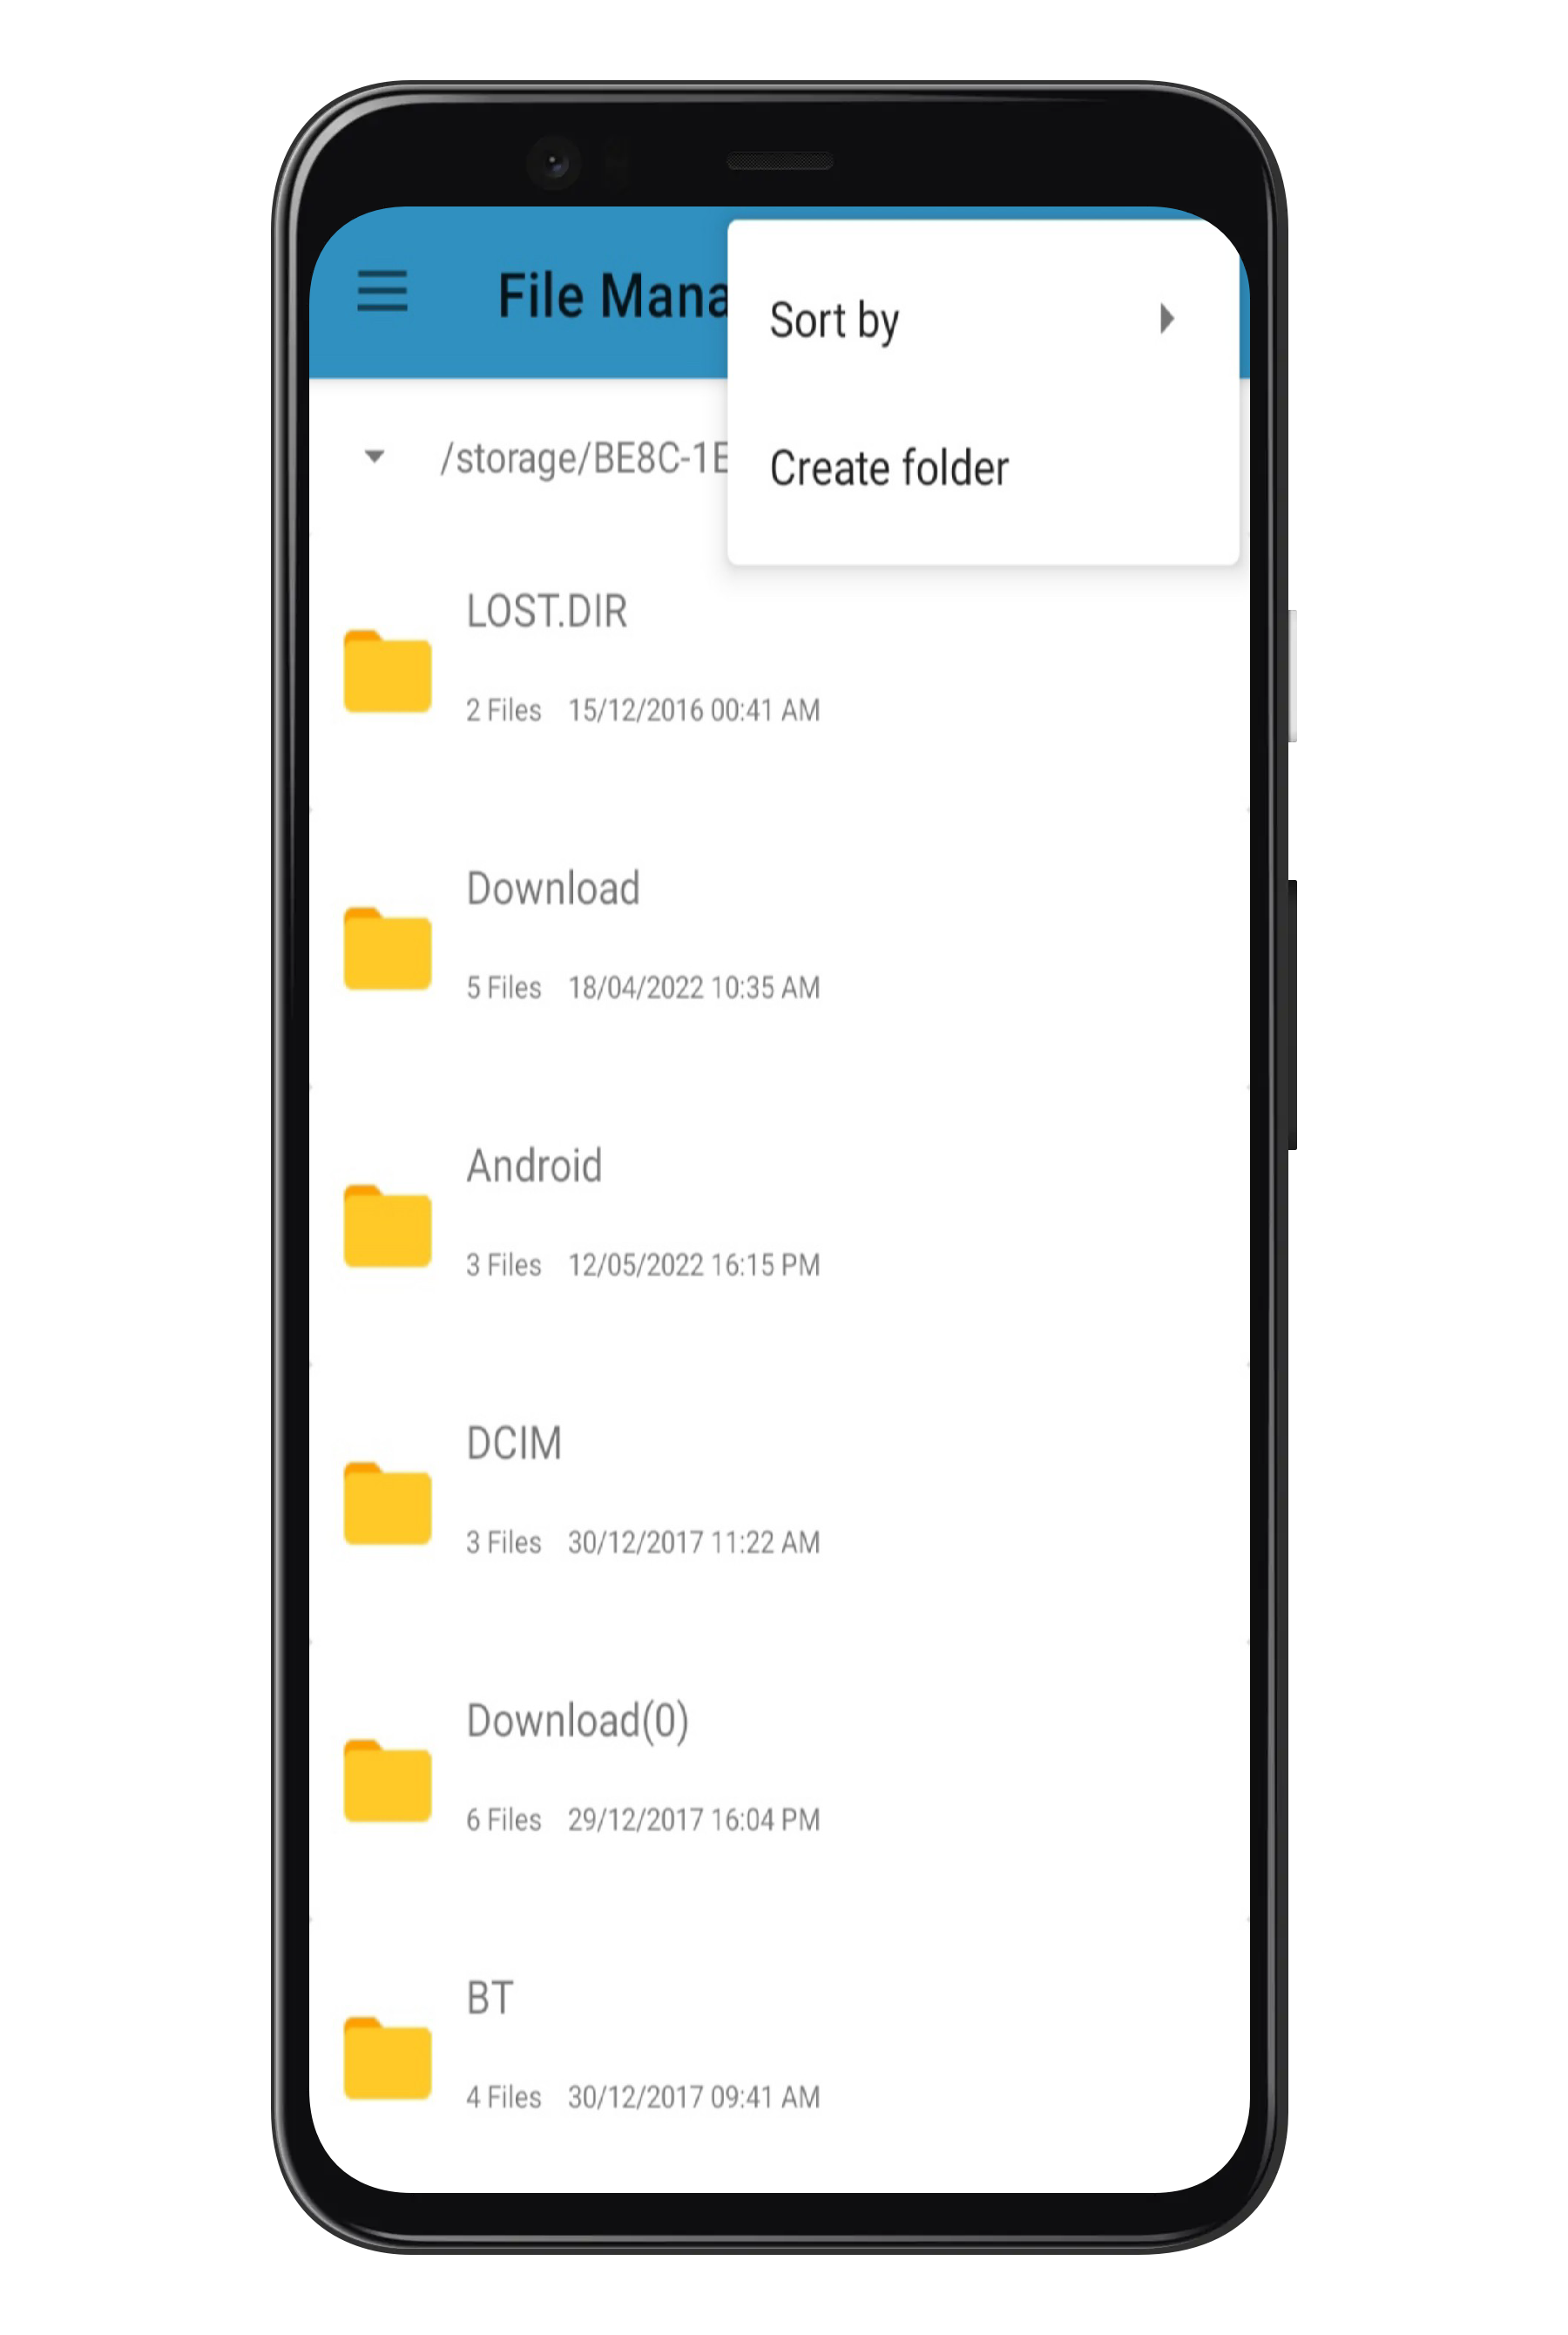 File Mana
Sort by
/storage/BE8C-1E
Create folder
LOST.DIR
2 Files 15/12/2016 00:41 AM
Download
5 Files 18/04/2022 10:35 AM
Android
3 Files 12/05/2022 16:15 PM
DCIM
3 Files 30/12/2017 11:22 AM
Download(0)
6 Files 29/12/2017 16:04 PM
BT
4 Files 30/12/2017 09:41 AM